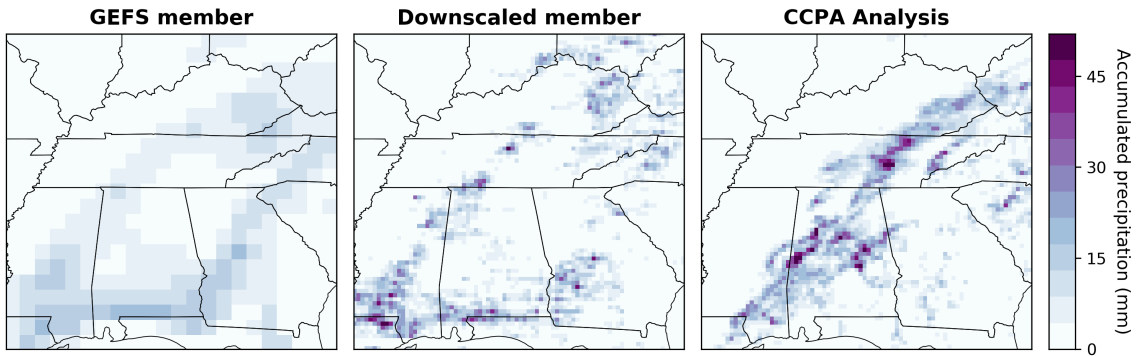 GEFS member
Downscaled member
CCPA Analysis
45
30
15
0
Accumulated precipitation (mm)